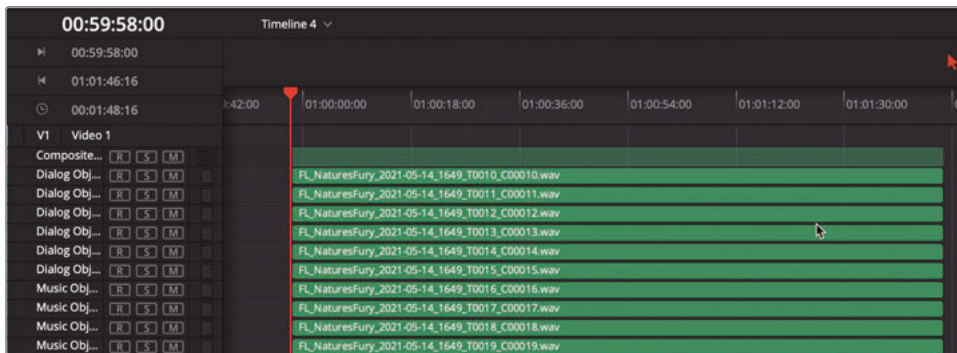 00:59:58:00 Timeline 4
00:59:58:00
01:01:46:16
00:01:48:16 0:42:00 01:00:00:00 01:00:18:00 01:00:36:00 01:00:54:00 01:01:12:00 01:01:30:00
V1 Video 1
Composite... R S M
Dialog Obj... R S M FL_NaturesFury_2021-05-14_1649_T0010_C00010.wav
Dialog Obj... R S M FL_NaturesFury_2021-05-14_1649_T0011_C00011.wav
Dialog Obj... R S M FL_NaturesFury_2021-05-14_1649_T0012_C00012.wav
Dialog Obj... R S M FL_NaturesFury_2021-05-14_1649_T0013_C00013.wav
Dialog Obj... R S M FL_NaturesFury_2021-05-14_1649_T0014_C00014.wav
Dialog Obj... R S M FL_NaturesFury_2021-05-14_1649_T0015_C00015.wav
Music Obj... R S M FL_NaturesFury_2021-05-14_1649_T0016_C00016.wav
Music Obj... R S M FL_NaturesFury_2021-05-14_1649_T0017_C00017.wav
Music Obj... R S M FL_NaturesFury_2021-05-14_1649_T0018_C00018.wav
Music Obj... R S M FL_NaturesFury_2021-05-14_1649_T0019_C00019.wav